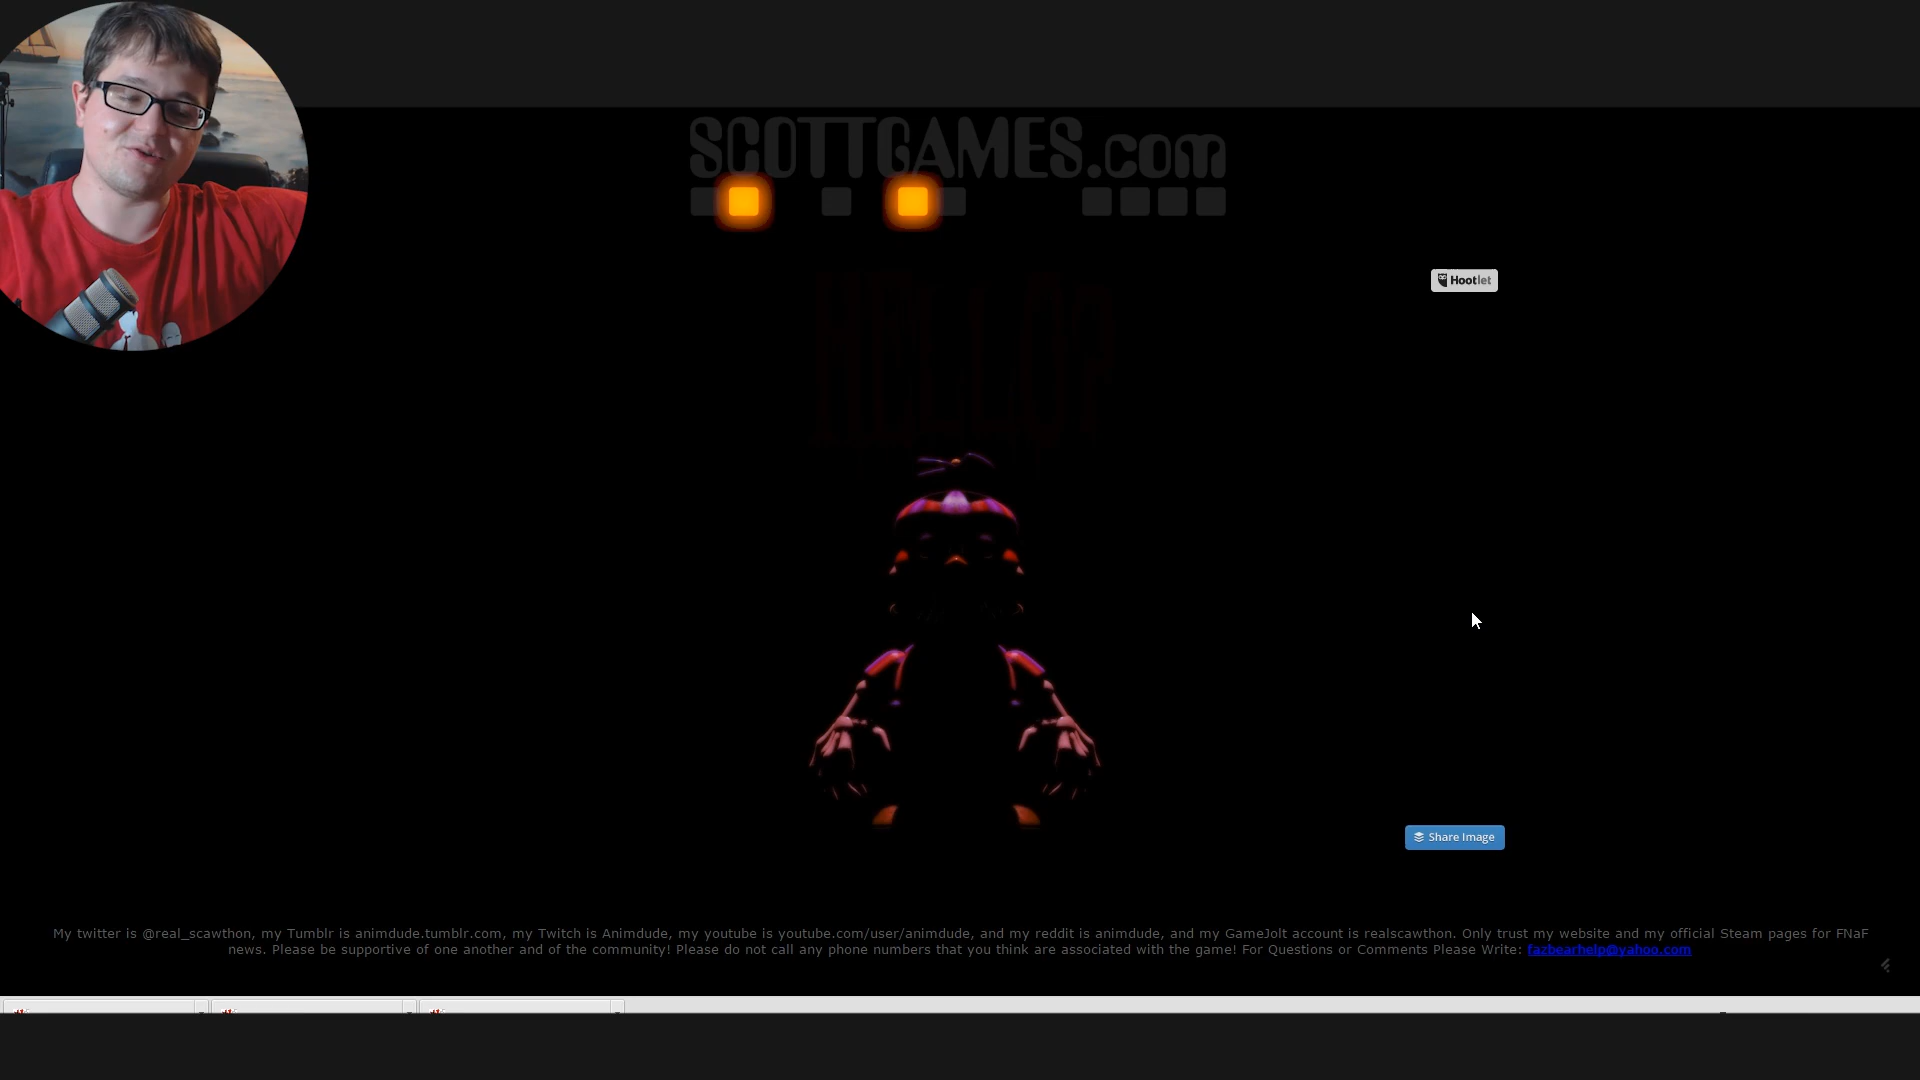 SCOTTGAMES.com
Hootlet
HELLO?
Share Image
My twitter is @real_scawthon, my Tumblr is animdude.tumblr.com, my Twitch is Animdude, my youtube is youtube.com/user/animdude, and my reddit is animdude, and my GameJolt account is realscawthon. Only trust my website and my official Steam pages for FNaF
news. Please be supportive of one another and of the community! Please do not call any phone numbers that you think are associated with the game! For Questions or Comments Please Write: fazbearhelp@yahoo.com